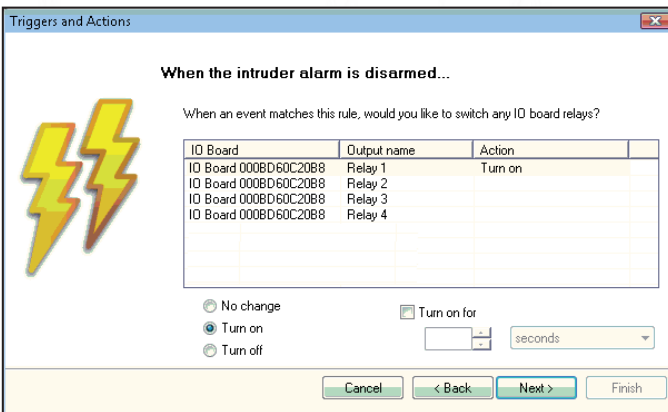 Triggers and Actions
When the intruder alarm is disarmed...
When an event matches this rule, would you like to switch any IO board relays?
IO Board Output name Action
IO Board 000BD60C20B8 Relay 1 Turn on
IO Board 000BD60C20B8 Relay 2
IO Board 000BD60C20B8 Relay 3
IO Board 000BD60C20B8 Relay 4
No change
Turn on for
Turn on
seconds
Turn off
Cancel < Back Next > Finish